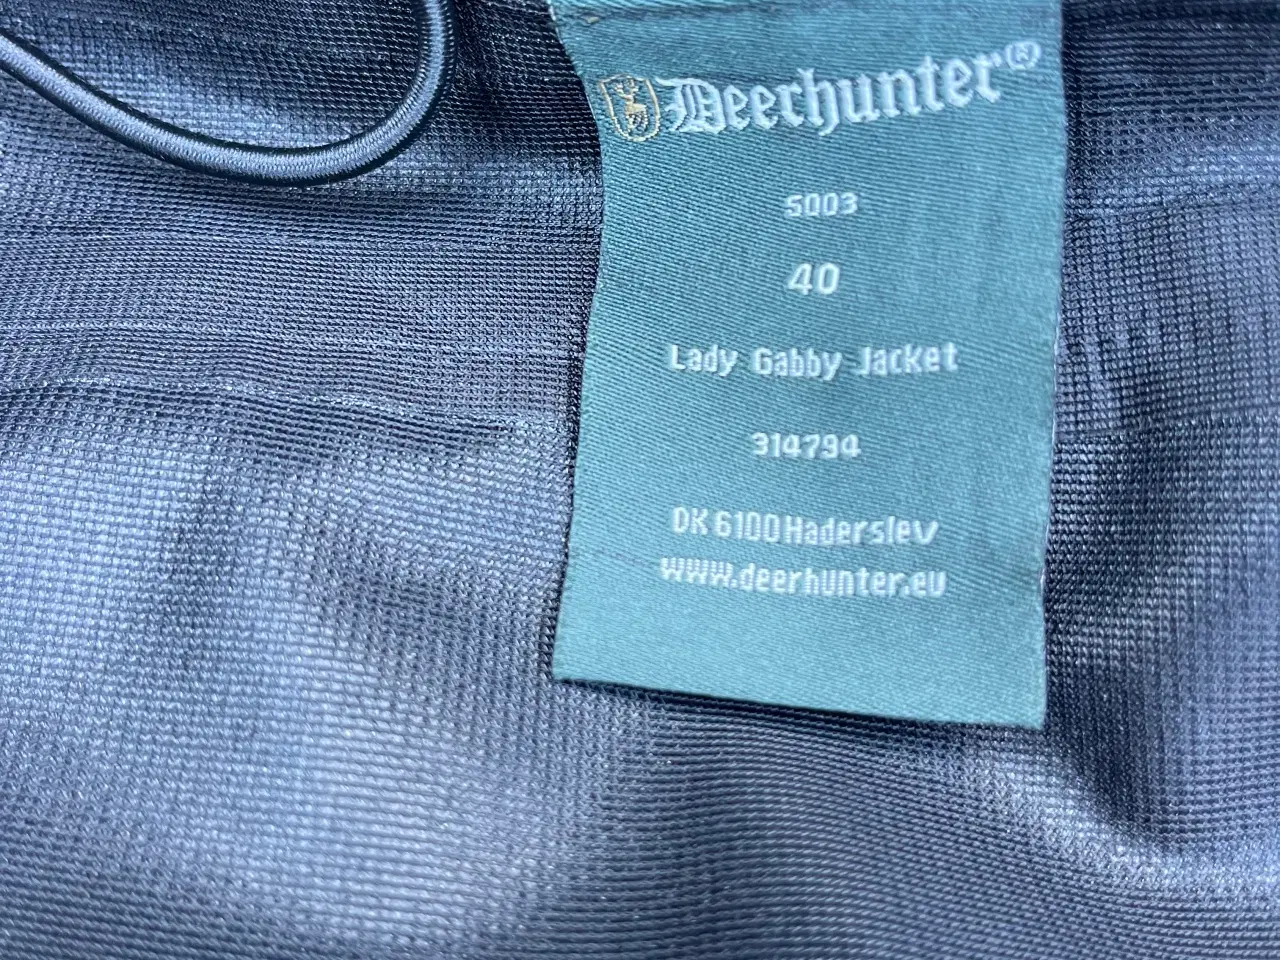 Deerhunter®
5003
40
Lady Gabby Jacket
314794
DK 6100 Haderslev
www.deerhunter.eu